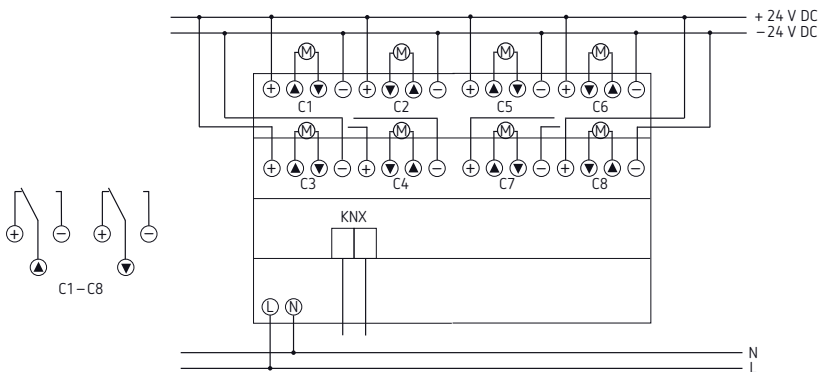 + 24 V DC
− 24 V DC
M M M M
+ ▲ ▼ − + ▼ ▲ − + ▲ ▼ − + ▼ ▲ −
C1 C2 C5 C6
M M M M
+ ▲ ▼ − + ▼ ▲ − + ▲ ▼ − + ▼ ▲ −
C3 C4 C7 C8
+ − + −
▲ ▼
C1–C8
KNX
L N
N
L